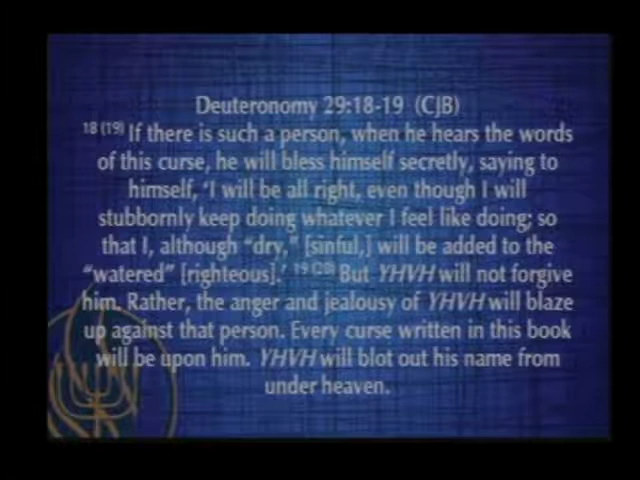 Deuteronomy 29:18-19 (CJB)
18 (19) If there is such a person, when he hears the words
of this curse, he will bless himself secretly, saying to
himself, ‘I will be all right, even though I will
stubbornly keep doing whatever I feel like doing; so
that I, although “dry,” [sinful,] will be added to the
“watered” [righteous].’ 19 (20) But YHVH will not forgive
him. Rather, the anger and jealousy of YHVH will blaze
up against that person. Every curse written in this book
will be upon him. YHVH will blot out his name from
under heaven.